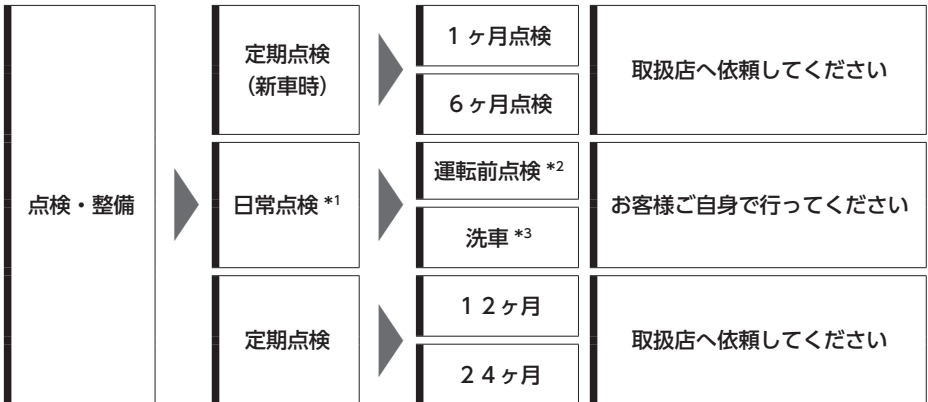 点検・整備
定期点検
（新車時）
1ヶ月点検
6ヶ月点検
取扱店へ依頼してください
日常点検 *1
運転前点検 *2
洗車 *3
お客様ご自身で行ってください
定期点検
12ヶ月
24ヶ月
取扱店へ依頼してください